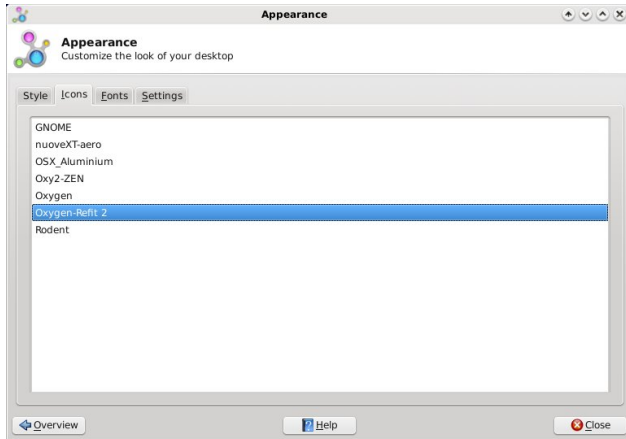 Appearance
Appearance
Customize the look of your desktop
Style Icons Fonts Settings
GNOME
nuoveXT-aero
OSX_Aluminium
Oxy2-ZEN
Oxygen
Oxygen-Refit 2
Rodent
Overview Help Close